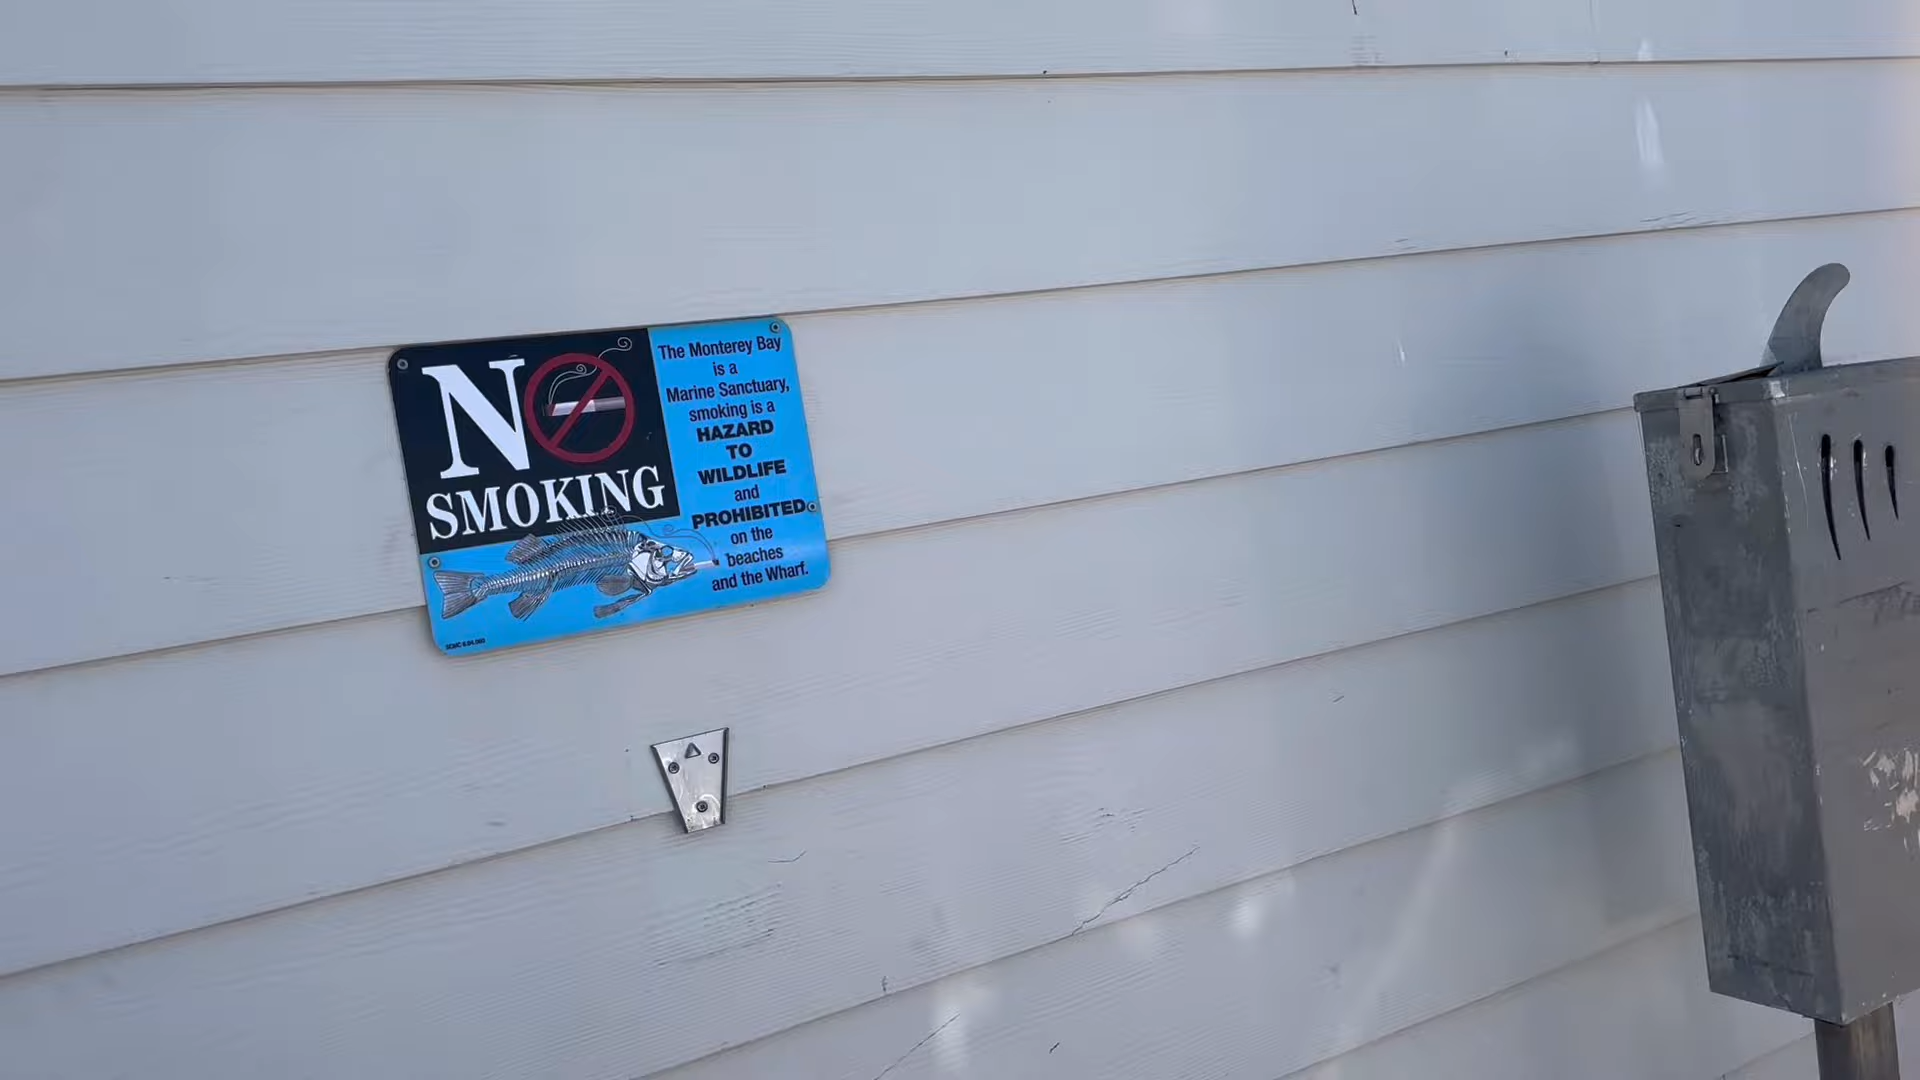 NO
SMOKING
The Monterey Bay
is a
Marine Sanctuary,
smoking is a
HAZARD
TO
WILDLIFE
and
PROHIBITED
on the
beaches
and the Wharf.